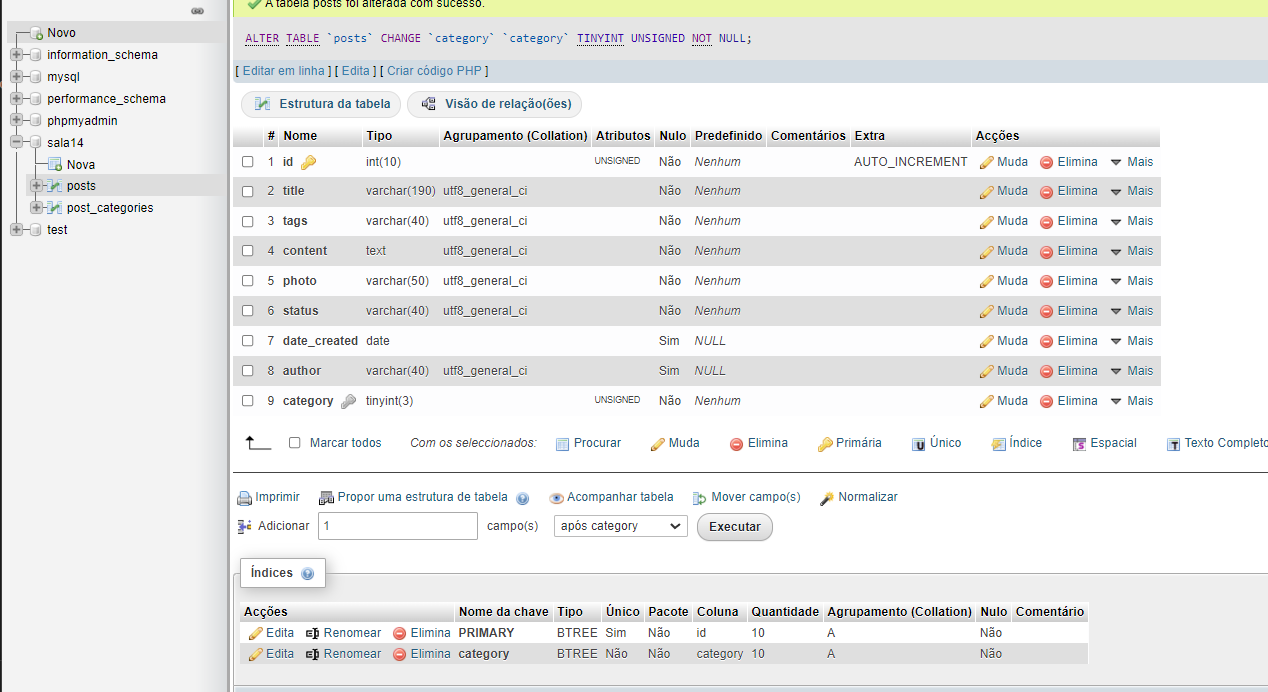 A tabela posts foi alterada com sucesso.
ALTER TABLE `posts` CHANGE `category` `category` TINYINT UNSIGNED NOT NULL;
[ Editar em linha ] [ Edita ] [ Criar código PHP ]
Novo
information_schema
mysql
performance_schema
phpmyadmin
sala14
Nova
posts
post_categories
test
Estrutura da tabela Visão de relação(ões)
# Nome Tipo Agrupamento (Collation) Atributos Nulo Predefinido Comentários Extra Acções
1 id int(10) UNSIGNED Não Nenhum AUTO_INCREMENT Muda Elimina Mais
2 title varchar(190) utf8_general_ci Não Nenhum Muda Elimina Mais
3 tags varchar(40) utf8_general_ci Não Nenhum Muda Elimina Mais
4 content text utf8_general_ci Não Nenhum Muda Elimina Mais
5 photo varchar(50) utf8_general_ci Não Nenhum Muda Elimina Mais
6 status varchar(40) utf8_general_ci Não Nenhum Muda Elimina Mais
7 date_created date Sim NULL Muda Elimina Mais
8 author varchar(40) utf8_general_ci Sim NULL Muda Elimina Mais
9 category tinyint(3) UNSIGNED Não Nenhum Muda Elimina Mais
Marcar todos Com os seleccionados: Procurar Muda Elimina Primária Único Índice Espacial Texto Completo
Imprimir Propor uma estrutura de tabela Acompanhar tabela Mover campo(s) Normalizar
Adicionar 1 campo(s) após category Executar
Índices
Acções Nome da chave Tipo Único Pacote Coluna Quantidade Agrupamento (Collation) Nulo Comentário
Edita Renomear Elimina PRIMARY BTREE Sim Não id 10 A Não
Edita Renomear Elimina category BTREE Não Não category 10 A Não